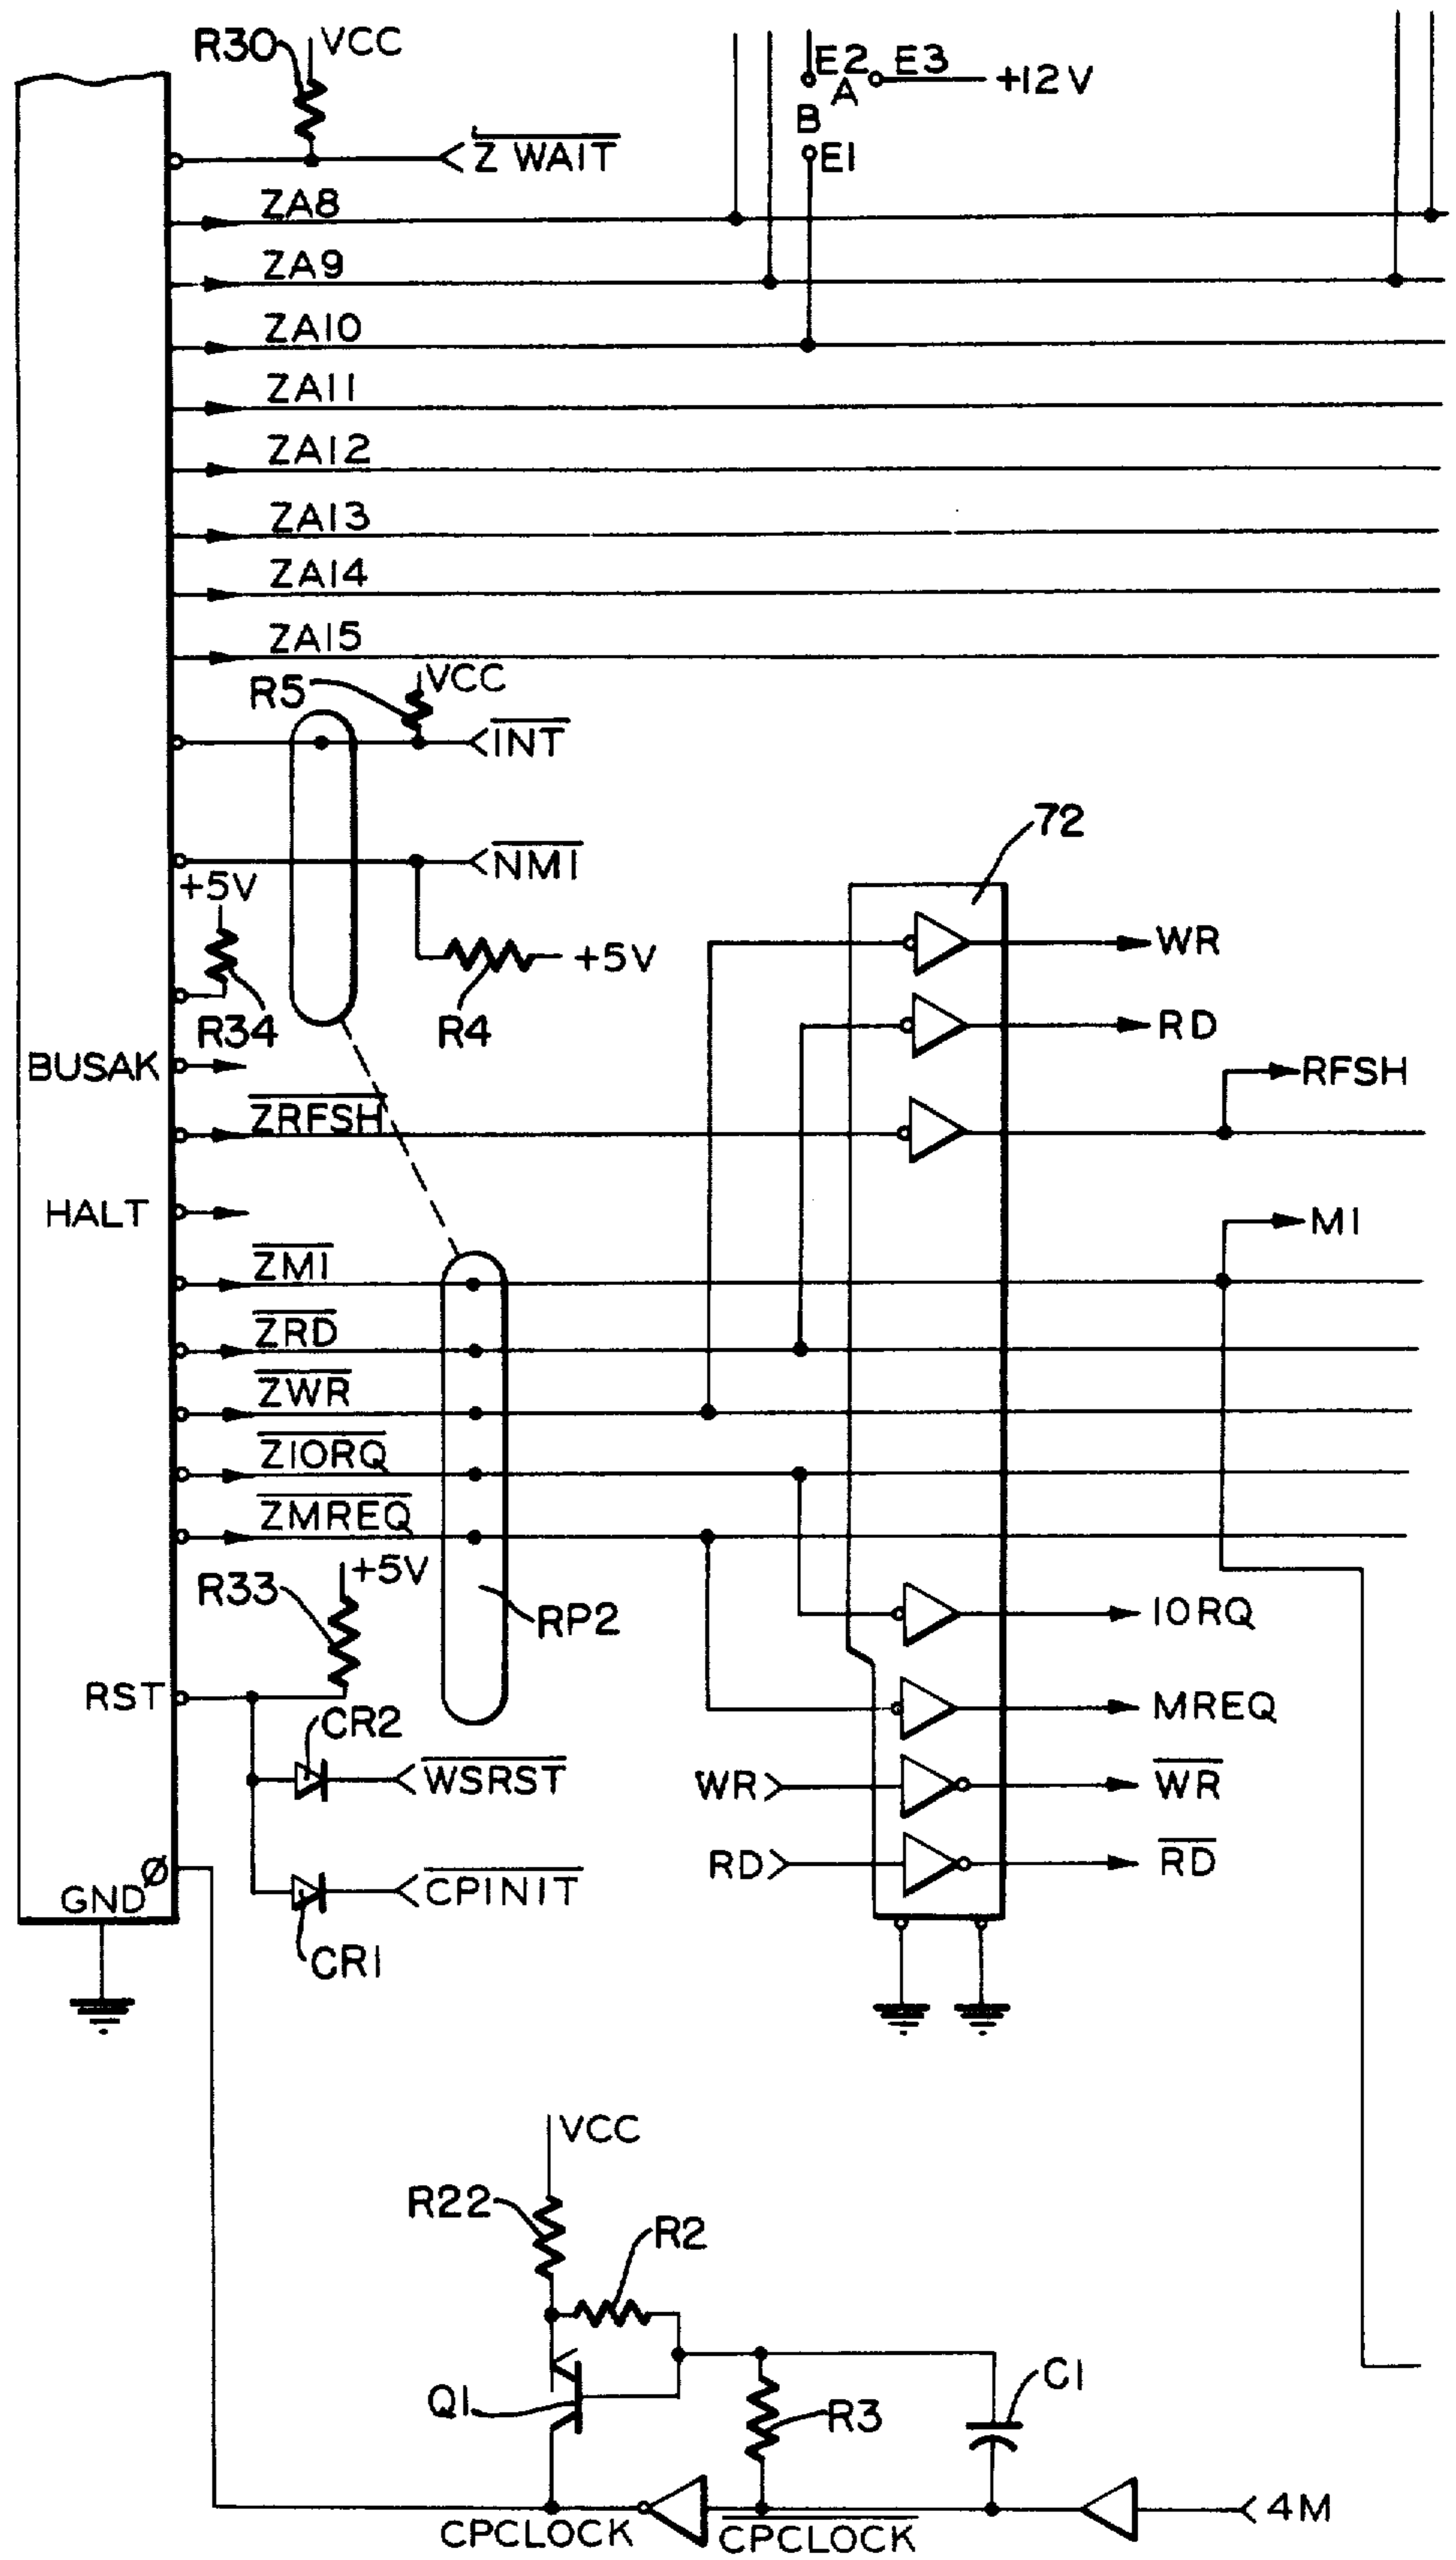 R30
VCC
E2
E3
A
+12V
B
E1
Z WAIT
ZA8
ZA9
ZA10
ZA11
ZA12
ZA13
ZA14
ZA15
VCC
R5
INT
NMI
+5V
+5V
R34
R4
72
WR
RD
BUSAK
RFSH
ZRFSH
HALT
M1
ZM1
ZRD
ZWR
ZIORQ
ZMREQ
+5V
R33
RP2
IORQ
RST
MREQ
CR2
WSRST
WR
WR
RD
RD
Ø
GND
CPINIT
CR1
VCC
R22
R2
Q1
R3
C1
CPCLOCK
CPCLOCK
4M